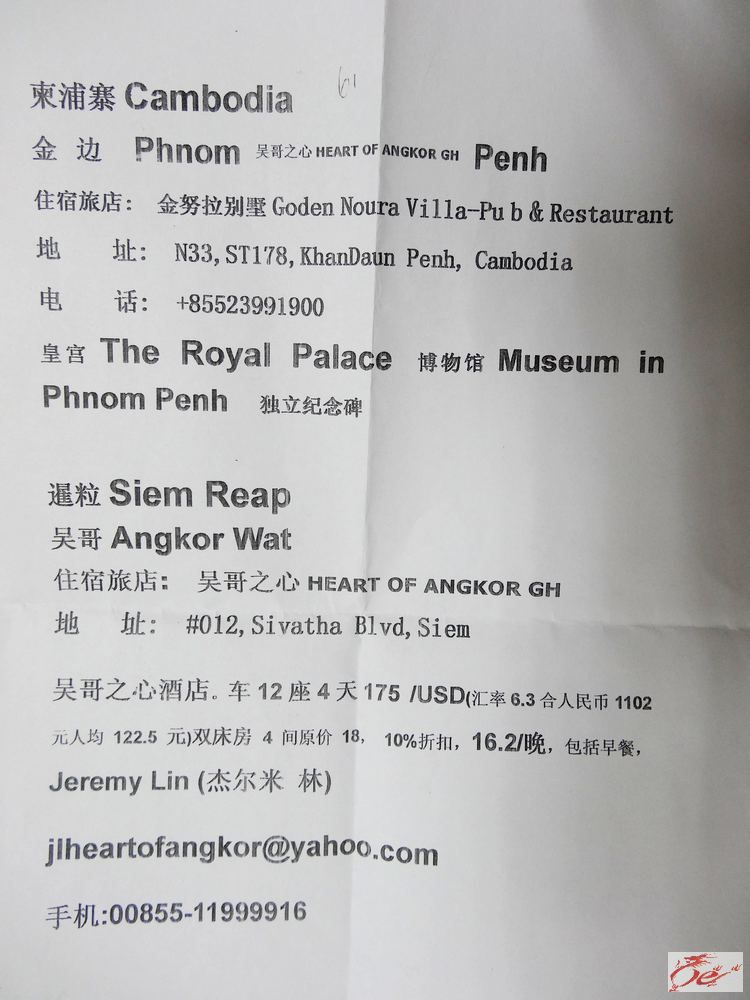 柬浦寨 Cambodia
金 边 Phnom 吴哥之心 HEART OF ANGKOR GH Penh
住宿旅店： 金努拉别墅 Goden Noura Villa-Pu b & Restaurant
地 址： N33, ST178, KhanDaun Penh, Cambodia
电 话： +85523991900
皇宫 The Royal Palace 博物馆 Museum in
Phnom Penh 独立纪念碑
暹粒 Siem Reap
吴哥 Angkor Wat
住宿旅店： 吴哥之心 HEART OF ANGKOR GH
地 址： #012, Sivatha Blvd, Siem
吴哥之心酒店。车 12 座 4 天 175 /USD(汇率 6.3 合人民币 1102
元人均 122.5 元)双床房 4 间原价 18， 10%折扣，16.2/晚，包括早餐，
Jeremy Lin (杰尔米 林)
jlheartofangkor@yahoo.com
手机:00855-11999916